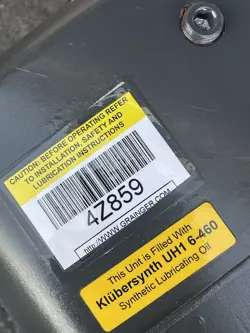 CAUTION: BEFORE OPERATING REFER
TO INSTALLATION, SAFETY AND
LUBRICATION INSTRUCTIONS
4Z859
http://WWW.GRAINGER.COM
This Unit is Filled With
Klübersynth UH1 6-460
Synthetic Lubricating Oil